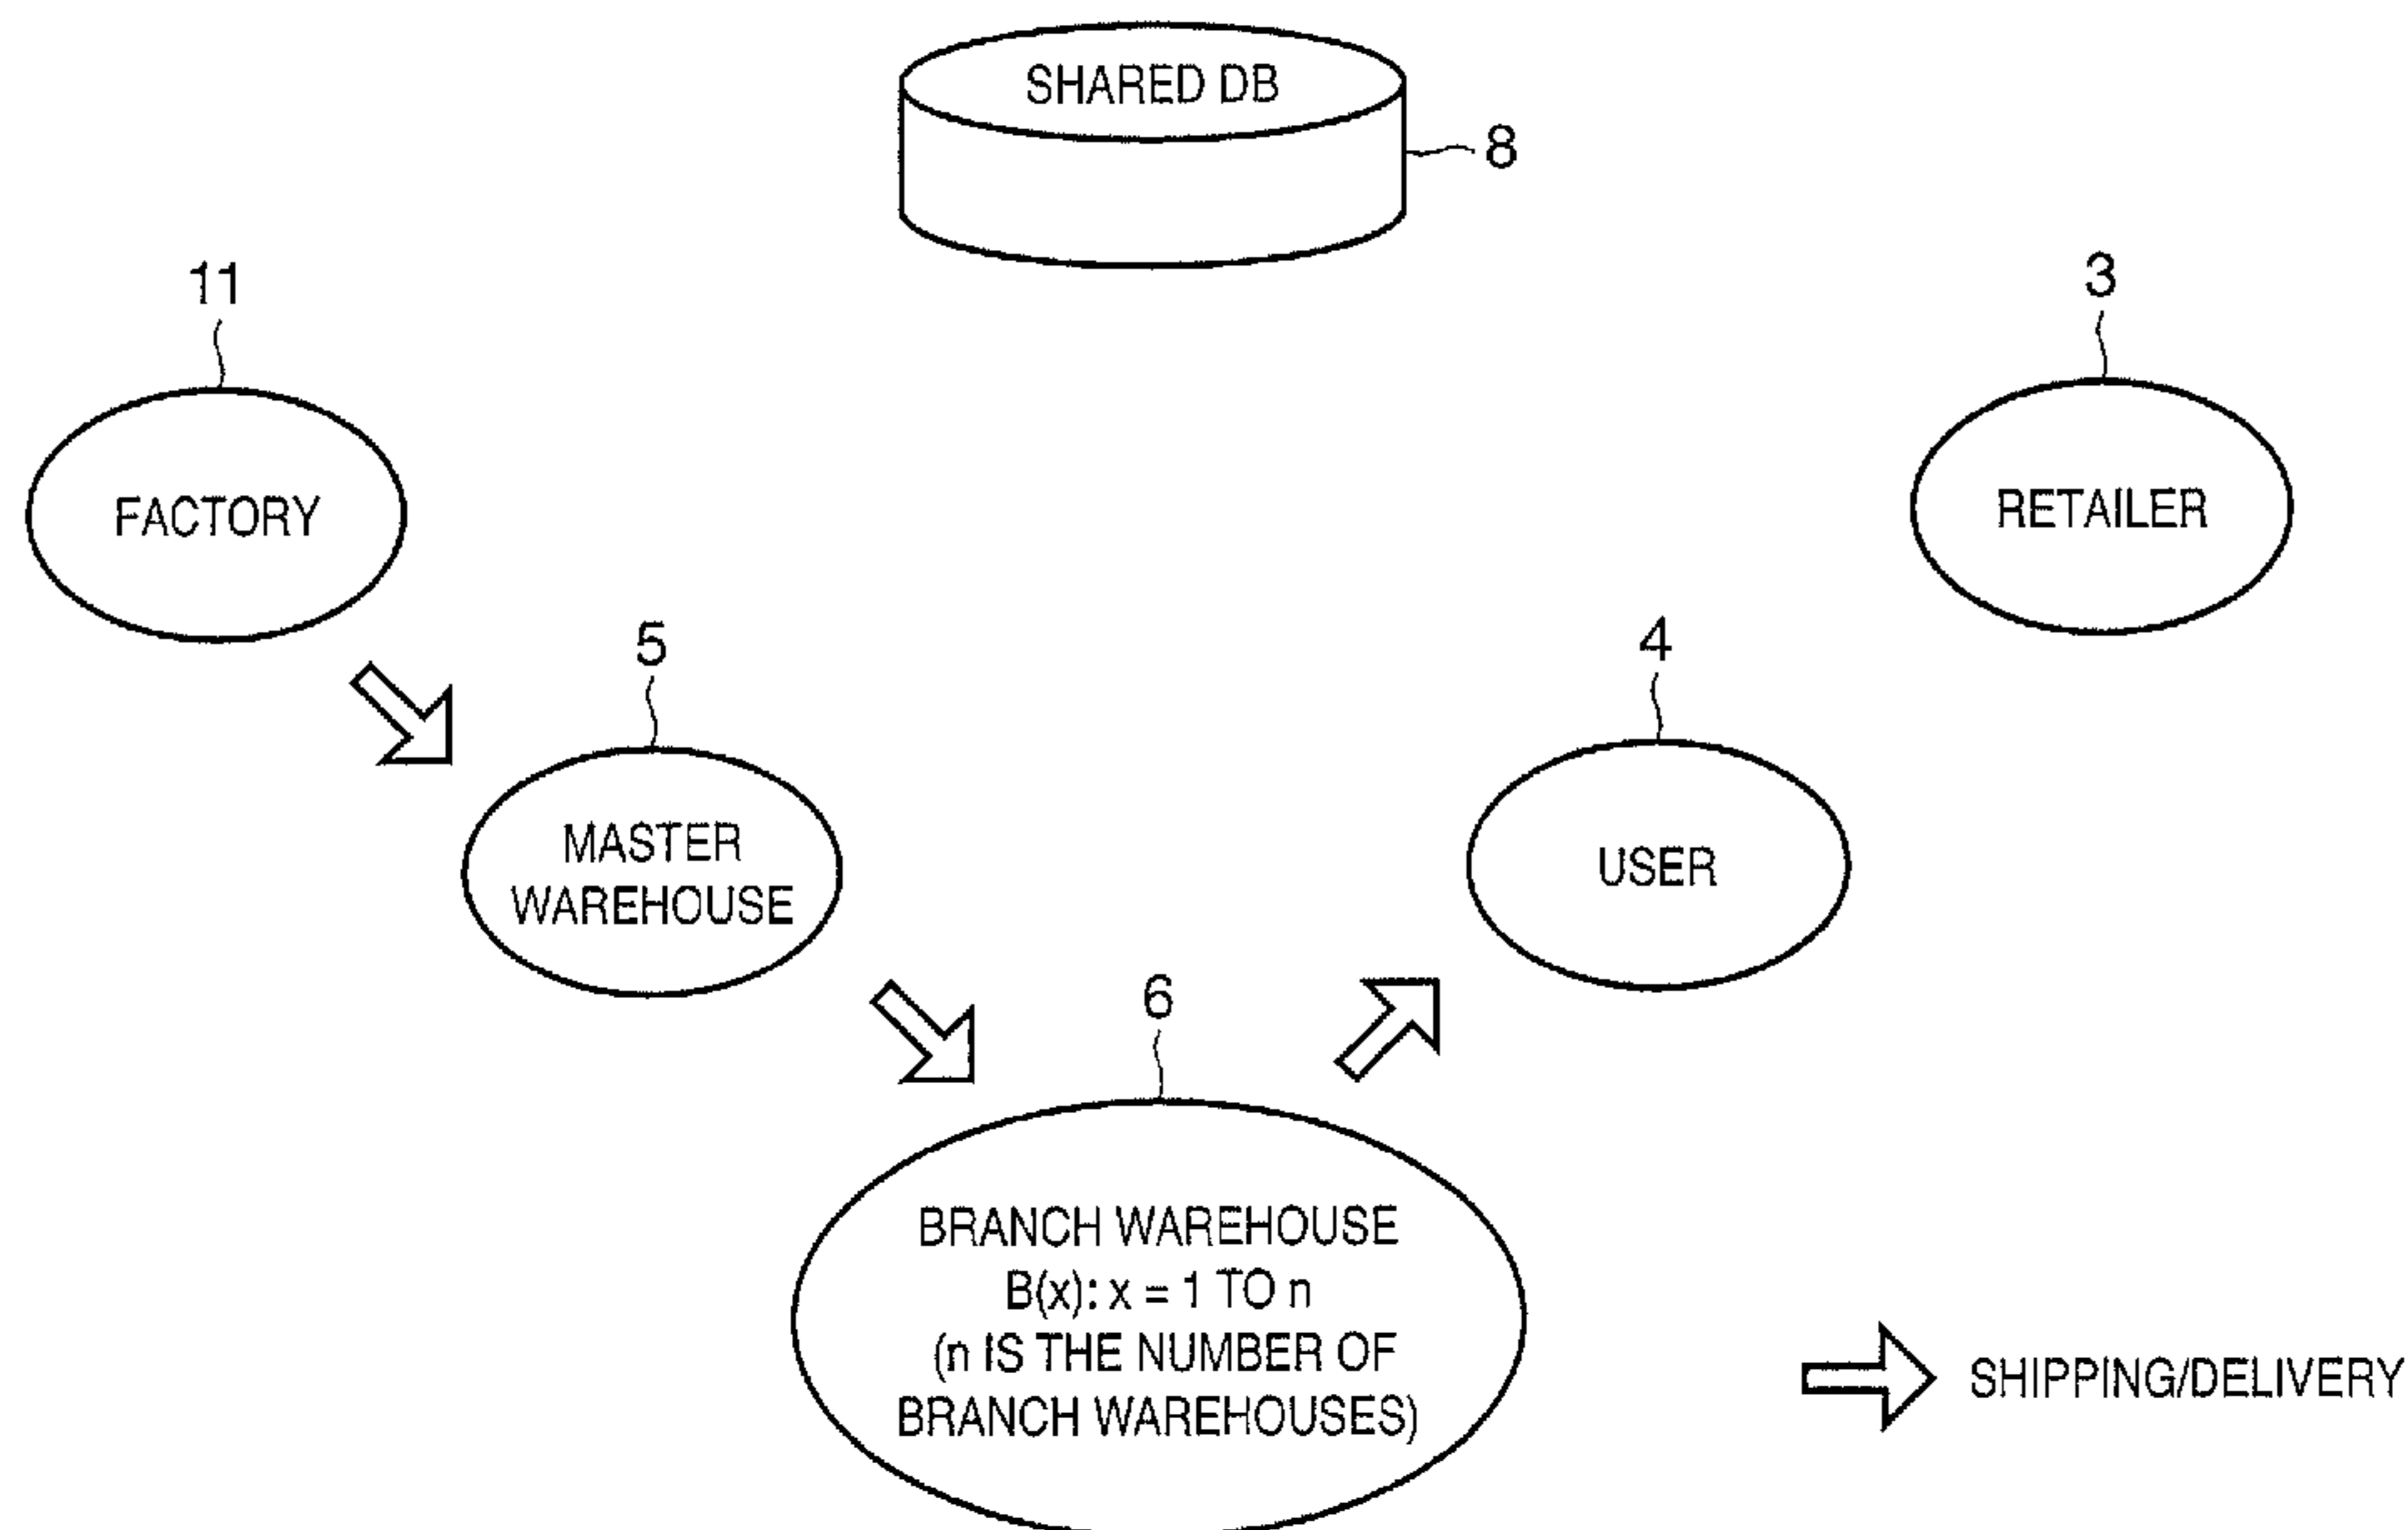 SHARED DB
8
11
3
FACTORY
RETAILER
5
4
MASTER
WAREHOUSE
USER
6
BRANCH WAREHOUSE
B(x): x = 1 TO n
(n IS THE NUMBER OF
BRANCH WAREHOUSES)
SHIPPING/DELIVERY